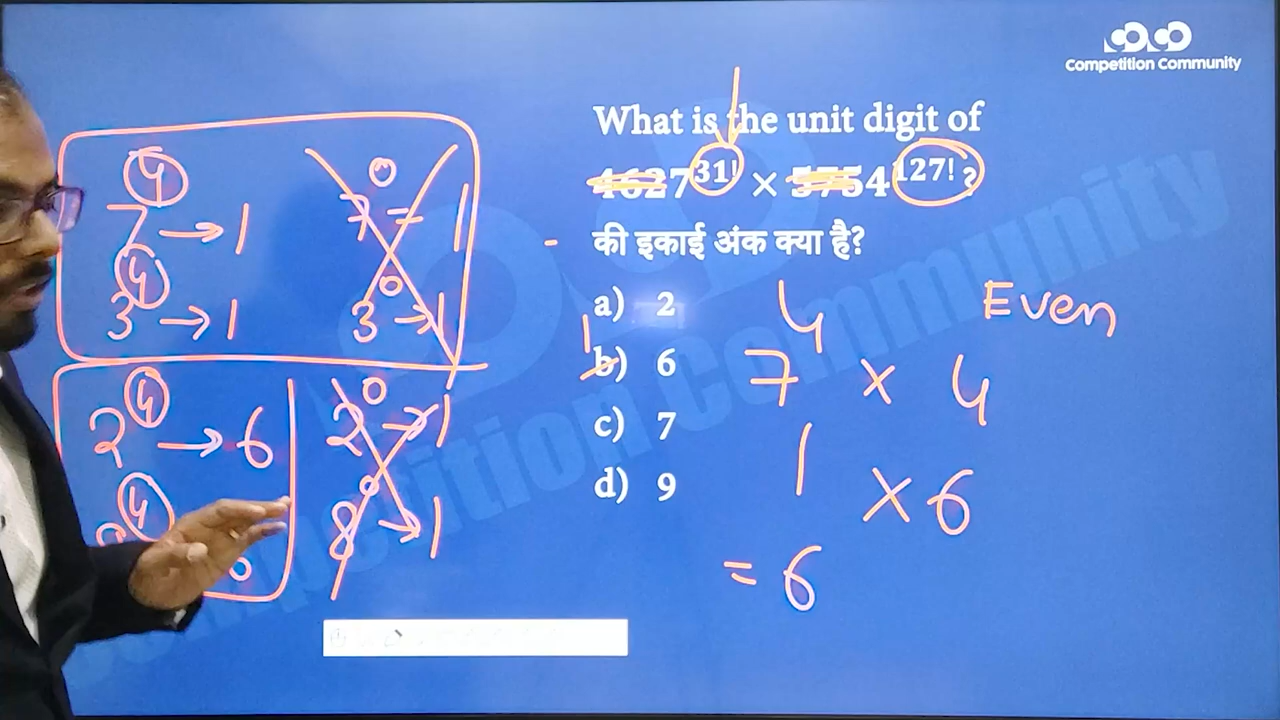 Competition Community
What is the unit digit of
4627^31! × 5754^127! ?
की इकाई अंक क्या है?
a) 2
b) 6
c) 7
d) 9
7^4 → 1
3^4 → 1
7^0 → 1
3^0 → 1
2^4 → 6
4
2^0 → 1
8^0 → 1
Even
7^4 × 4
1 × 6
= 6
Competition Community